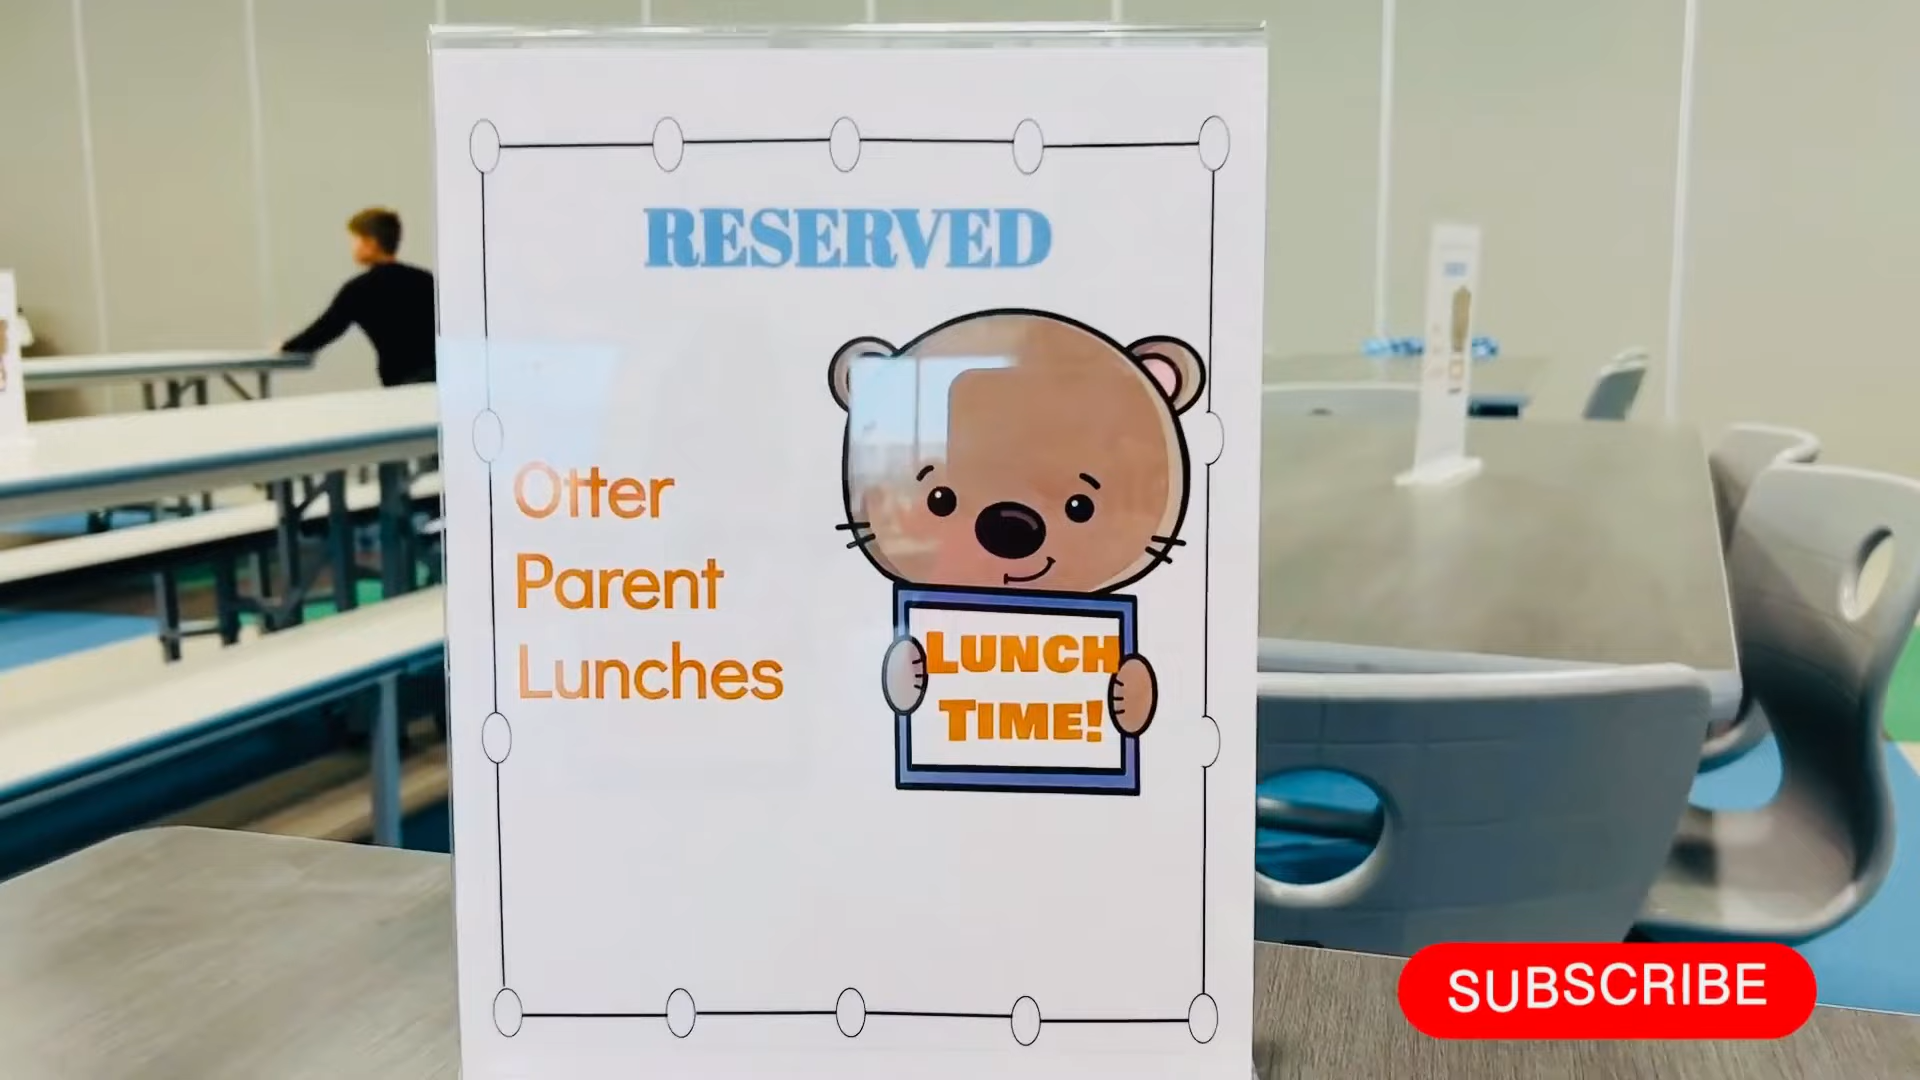 RESERVED
Otter
Parent
Lunches
LUNCH
TIME!
SUBSCRIBE